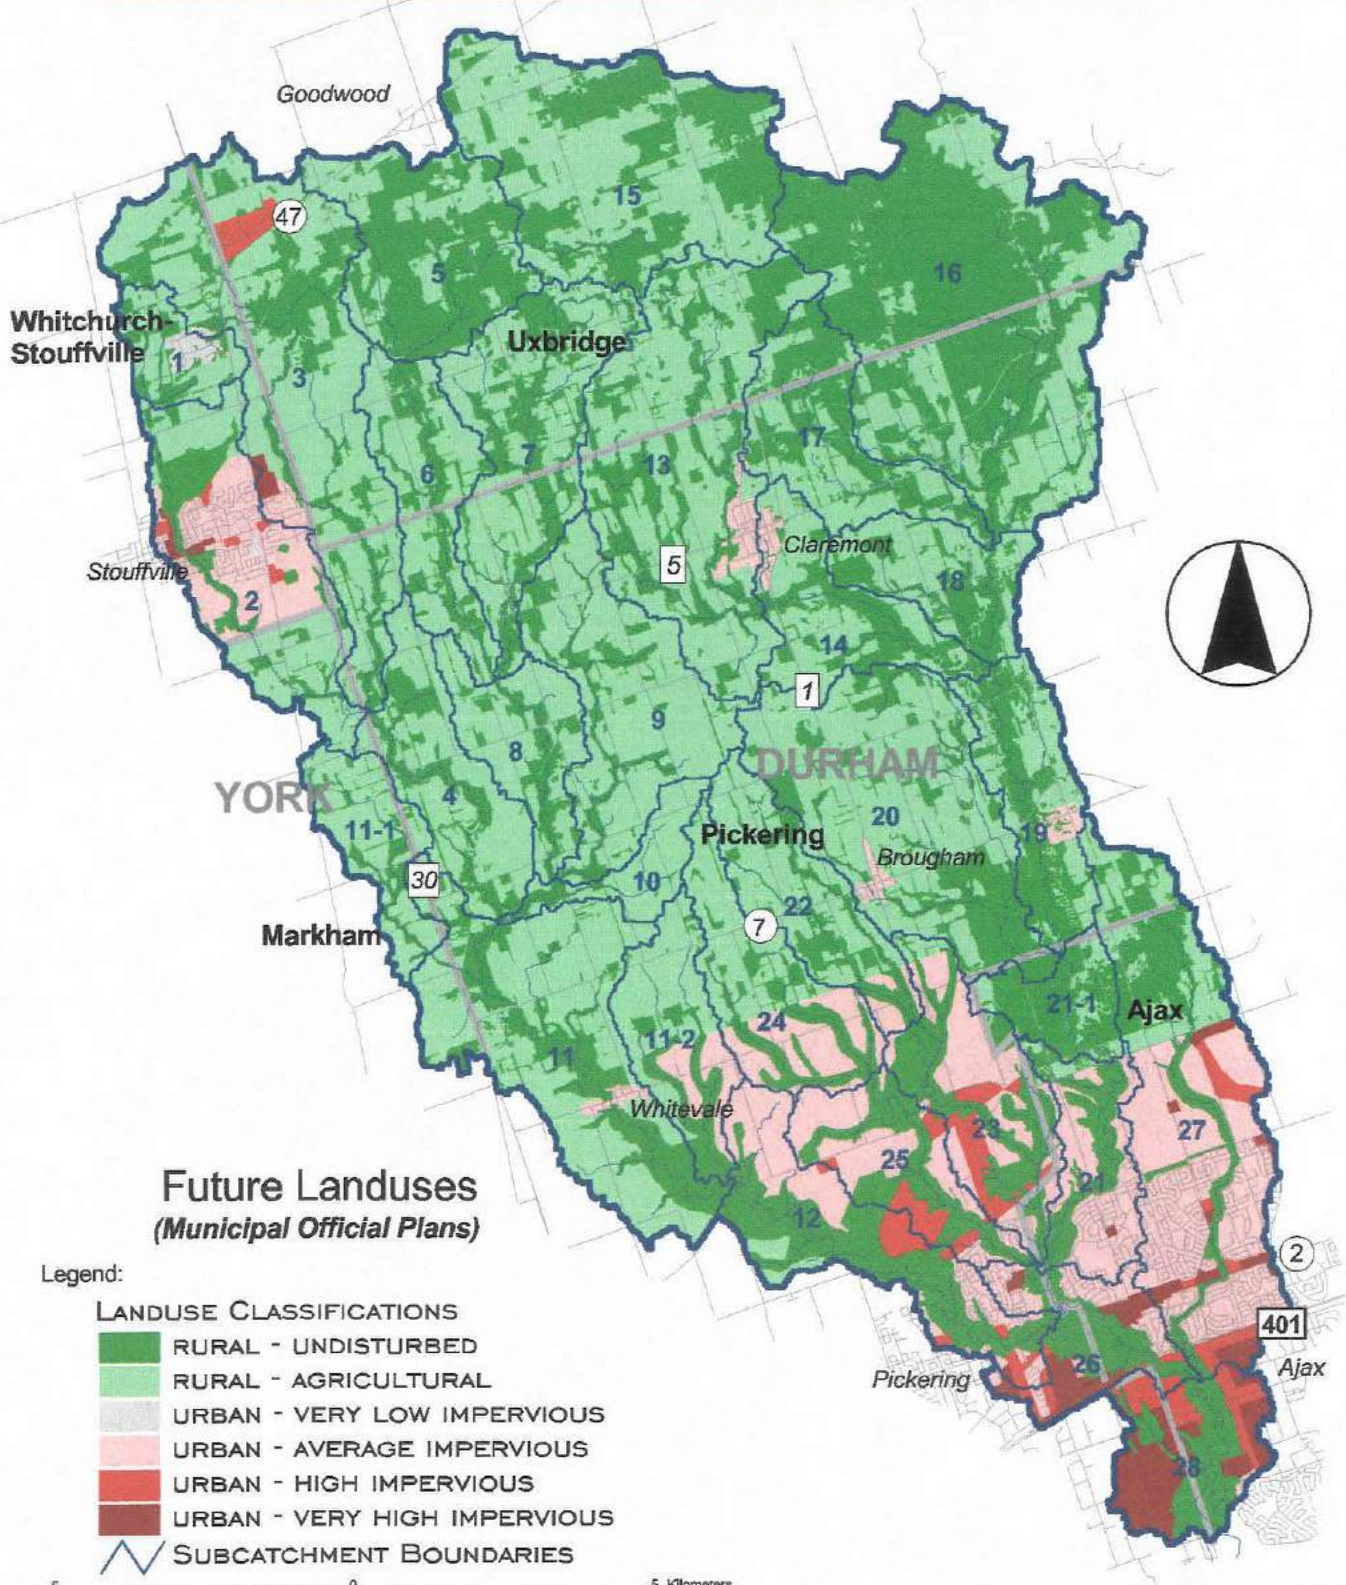 Goodwood
15
47
5
16
Whitchurch-
Stouffville
Uxbridge
1
3
17
7
13
6
5
Claremont
Stouffville
18
2
14
1
9
8
DURHAM
YORK
4
20
11-1
Pickering
19
Brougham
30
10
22
7
Markham
21-1
Ajax
24
11-2
11
Whitevale
23
27
25
21
12
Future Landuses
(Municipal Official Plans)
2
Legend:
LANDUSE CLASSIFICATIONS
401
RURAL - UNDISTURBED
26
Ajax
RURAL - AGRICULTURAL
Pickering
URBAN - VERY LOW IMPERVIOUS
URBAN - AVERAGE IMPERVIOUS
28
URBAN - HIGH IMPERVIOUS
URBAN - VERY HIGH IMPERVIOUS
SUBCATCHMENT BOUNDARIES
5 0 5 Kilometers